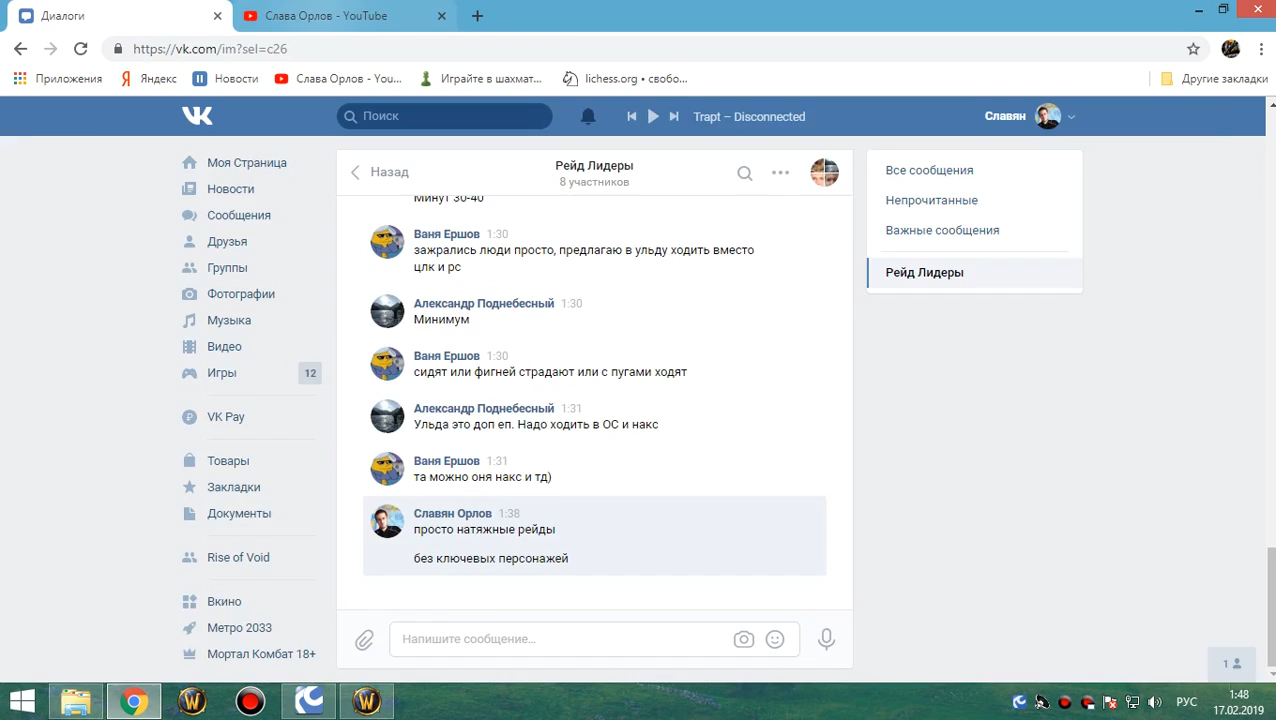 Диалоги
Слава Орлов - YouTube
https://vk.com/im?sel=c26
Приложения
Яндекс
Новости
Слава Орлов - You...
Играйте в шахмат...
lichess.org • свобо...
Другие закладки
Поиск
Trapt – Disconnected
Славян
Моя Страница
Новости
Сообщения
Друзья
Группы
Фотографии
Музыка
Видео
Игры 12
VK Pay
Товары
Закладки
Документы
Rise of Void
Вкино
Метро 2033
Мортал Комбат 18+
Назад
Рейд Лидеры
8 участников
Минут 30-40
Ваня Ершов 1:30
зажрались люди просто, предлагаю в ульду ходить вместо
цлк и рс
Александр Поднебесный 1:30
Минимум
Ваня Ершов 1:30
сидят или фигней страдают или с пугами ходят
Александр Поднебесный 1:31
Ульда это доп еп. Надо ходить в ОС и накс
Ваня Ершов 1:31
та можно оня накс и тд)
Славян Орлов 1:38
просто натяжные рейды
без ключевых персонажей
Напишите сообщение...
Все сообщения
Непрочитанные
Важные сообщения
Рейд Лидеры
1
РУС
1:48
17.02.2019